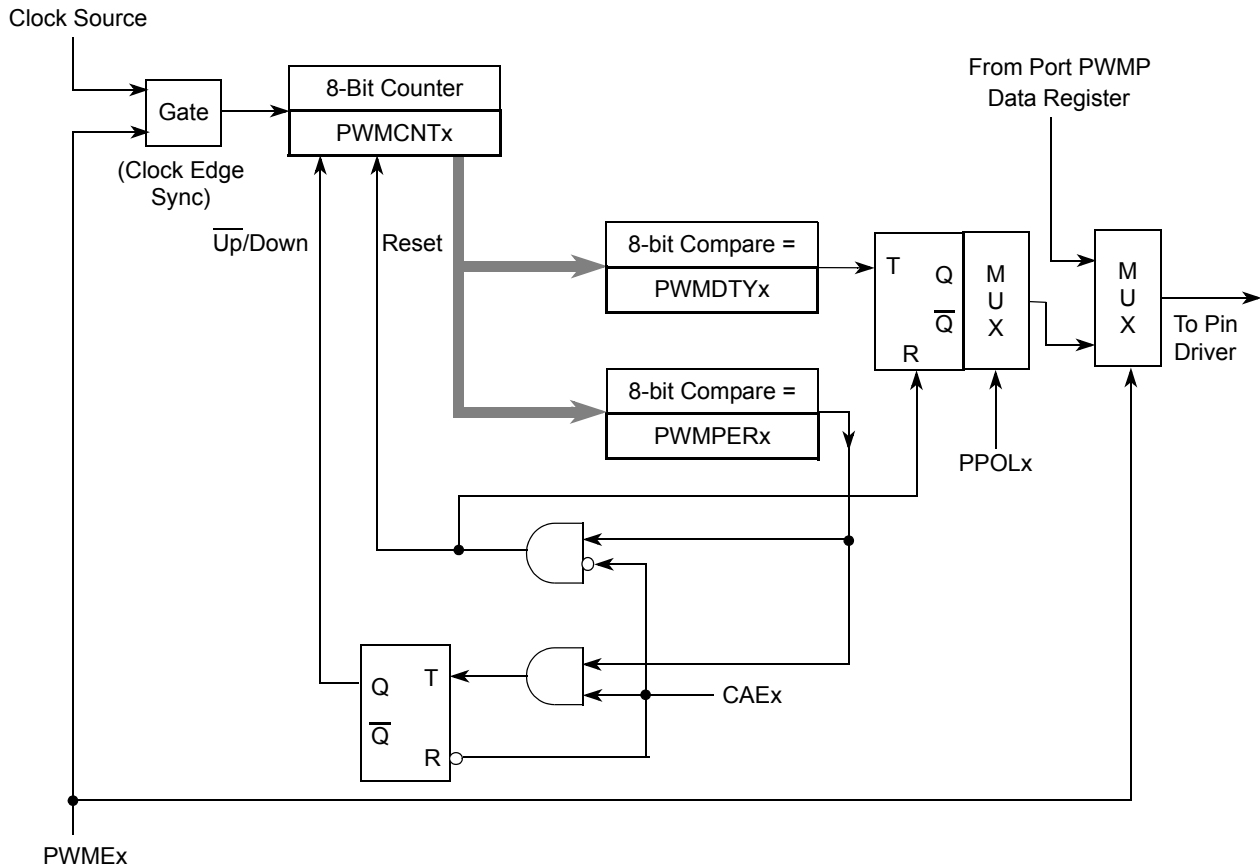 Clock Source
From Port PWMP
Data Register
8-Bit Counter
Gate
PWMCNTx
(Clock Edge
Sync)
U̅p̅/Down
Reset
8-bit Compare =
PWMDTYx
T
Q
Q̅
R
M
U
X
M
U
X
To Pin
Driver
8-bit Compare =
PWMPERx
PPOLx
Q
T
Q̅
R
CAEx
PWMEx